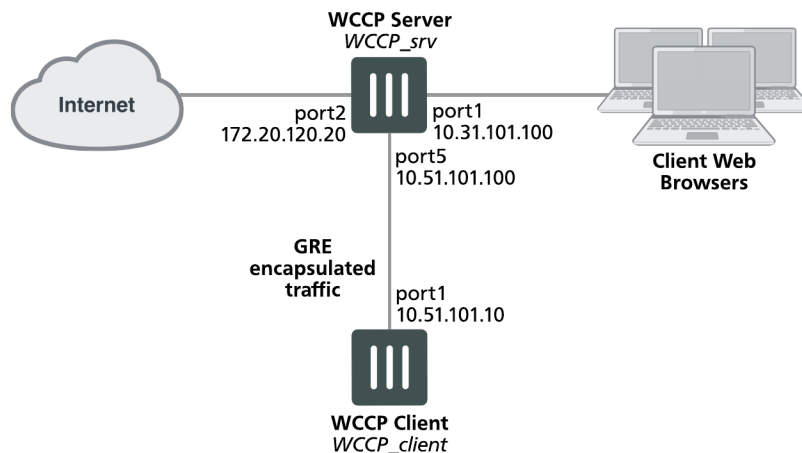 WCCP Server
WCCP_srv
Internet
port2
172.20.120.20
port1
10.31.101.100
port5
10.51.101.100
Client Web
Browsers
GRE
encapsulated
traffic
port1
10.51.101.10
WCCP Client
WCCP_client